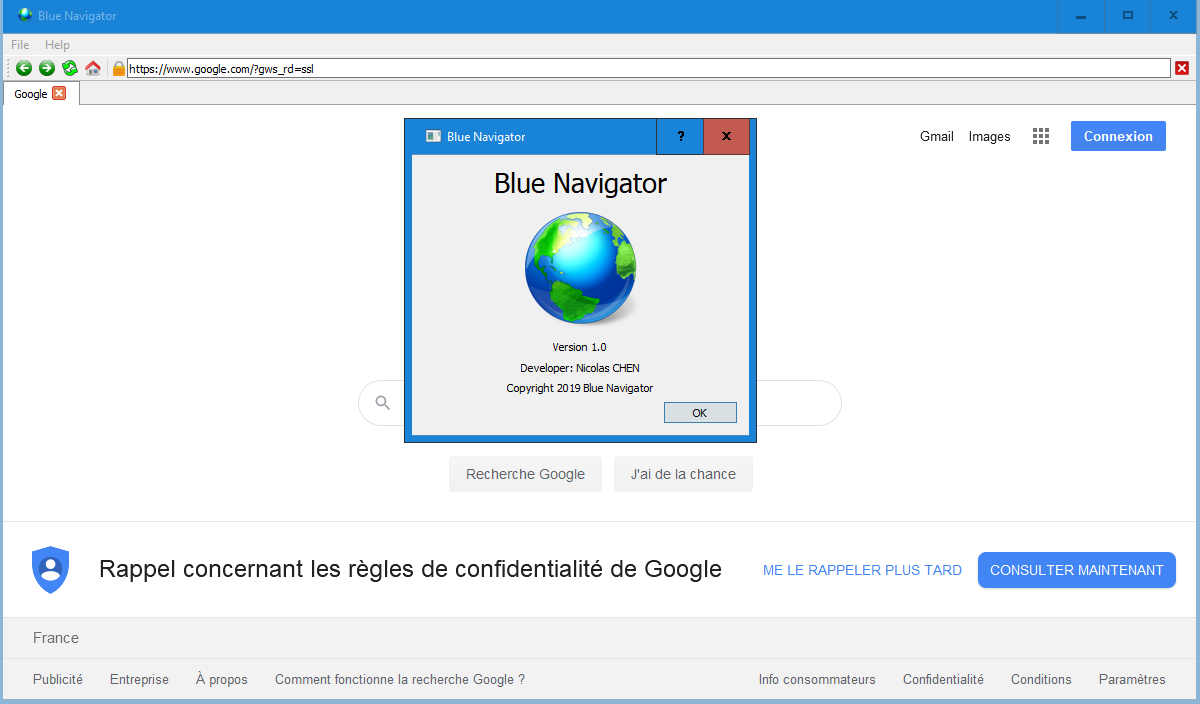 Blue Navigator
File Help
https://www.google.com/?gws_rd=ssl
Google
Gmail Images Connexion
Blue Navigator ?
Blue Navigator
Version 1.0
Developer: Nicolas CHEN
Copyright 2019 Blue Navigator
OK
Recherche Google J'ai de la chance
Rappel concernant les règles de confidentialité de Google ME LE RAPPELER PLUS TARD CONSULTER MAINTENANT
France
Publicité Entreprise À propos Comment fonctionne la recherche Google ? Info consommateurs Confidentialité Conditions Paramètres